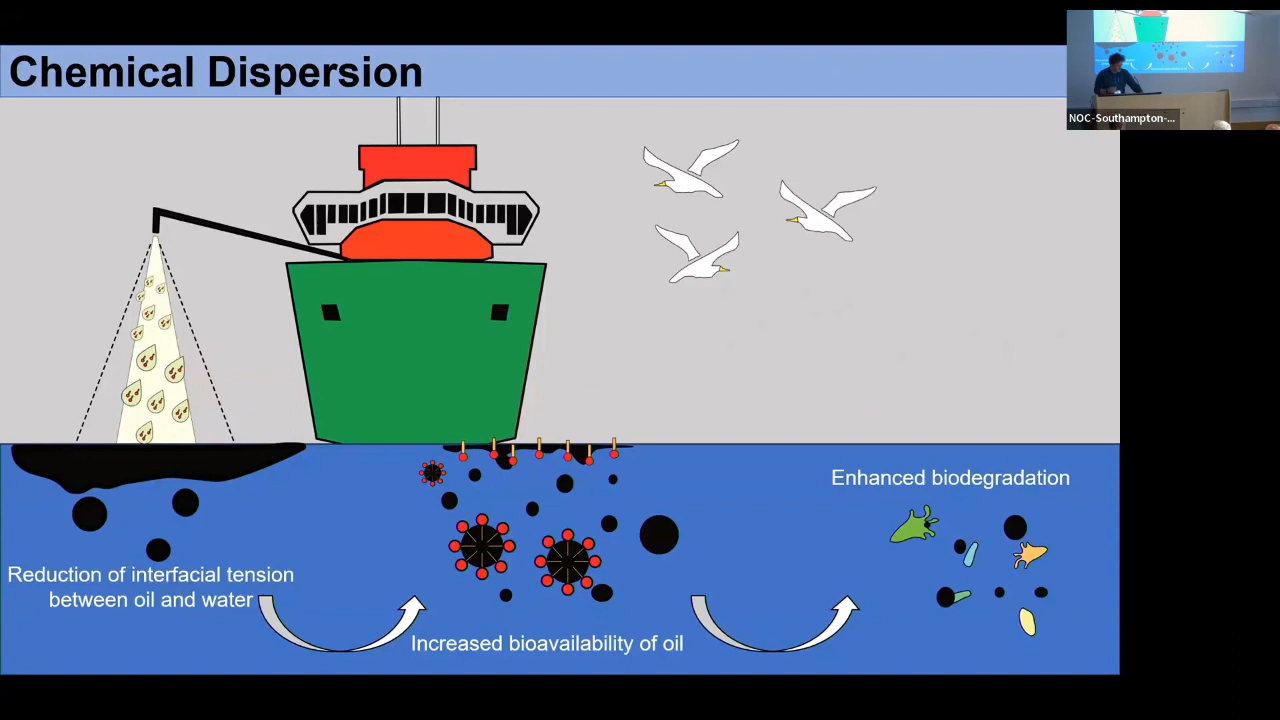 Chemical Dispersion
NOC-Southampton-...
Enhanced biodegradation
Reduction of interfacial tension
between oil and water
Increased bioavailability of oil